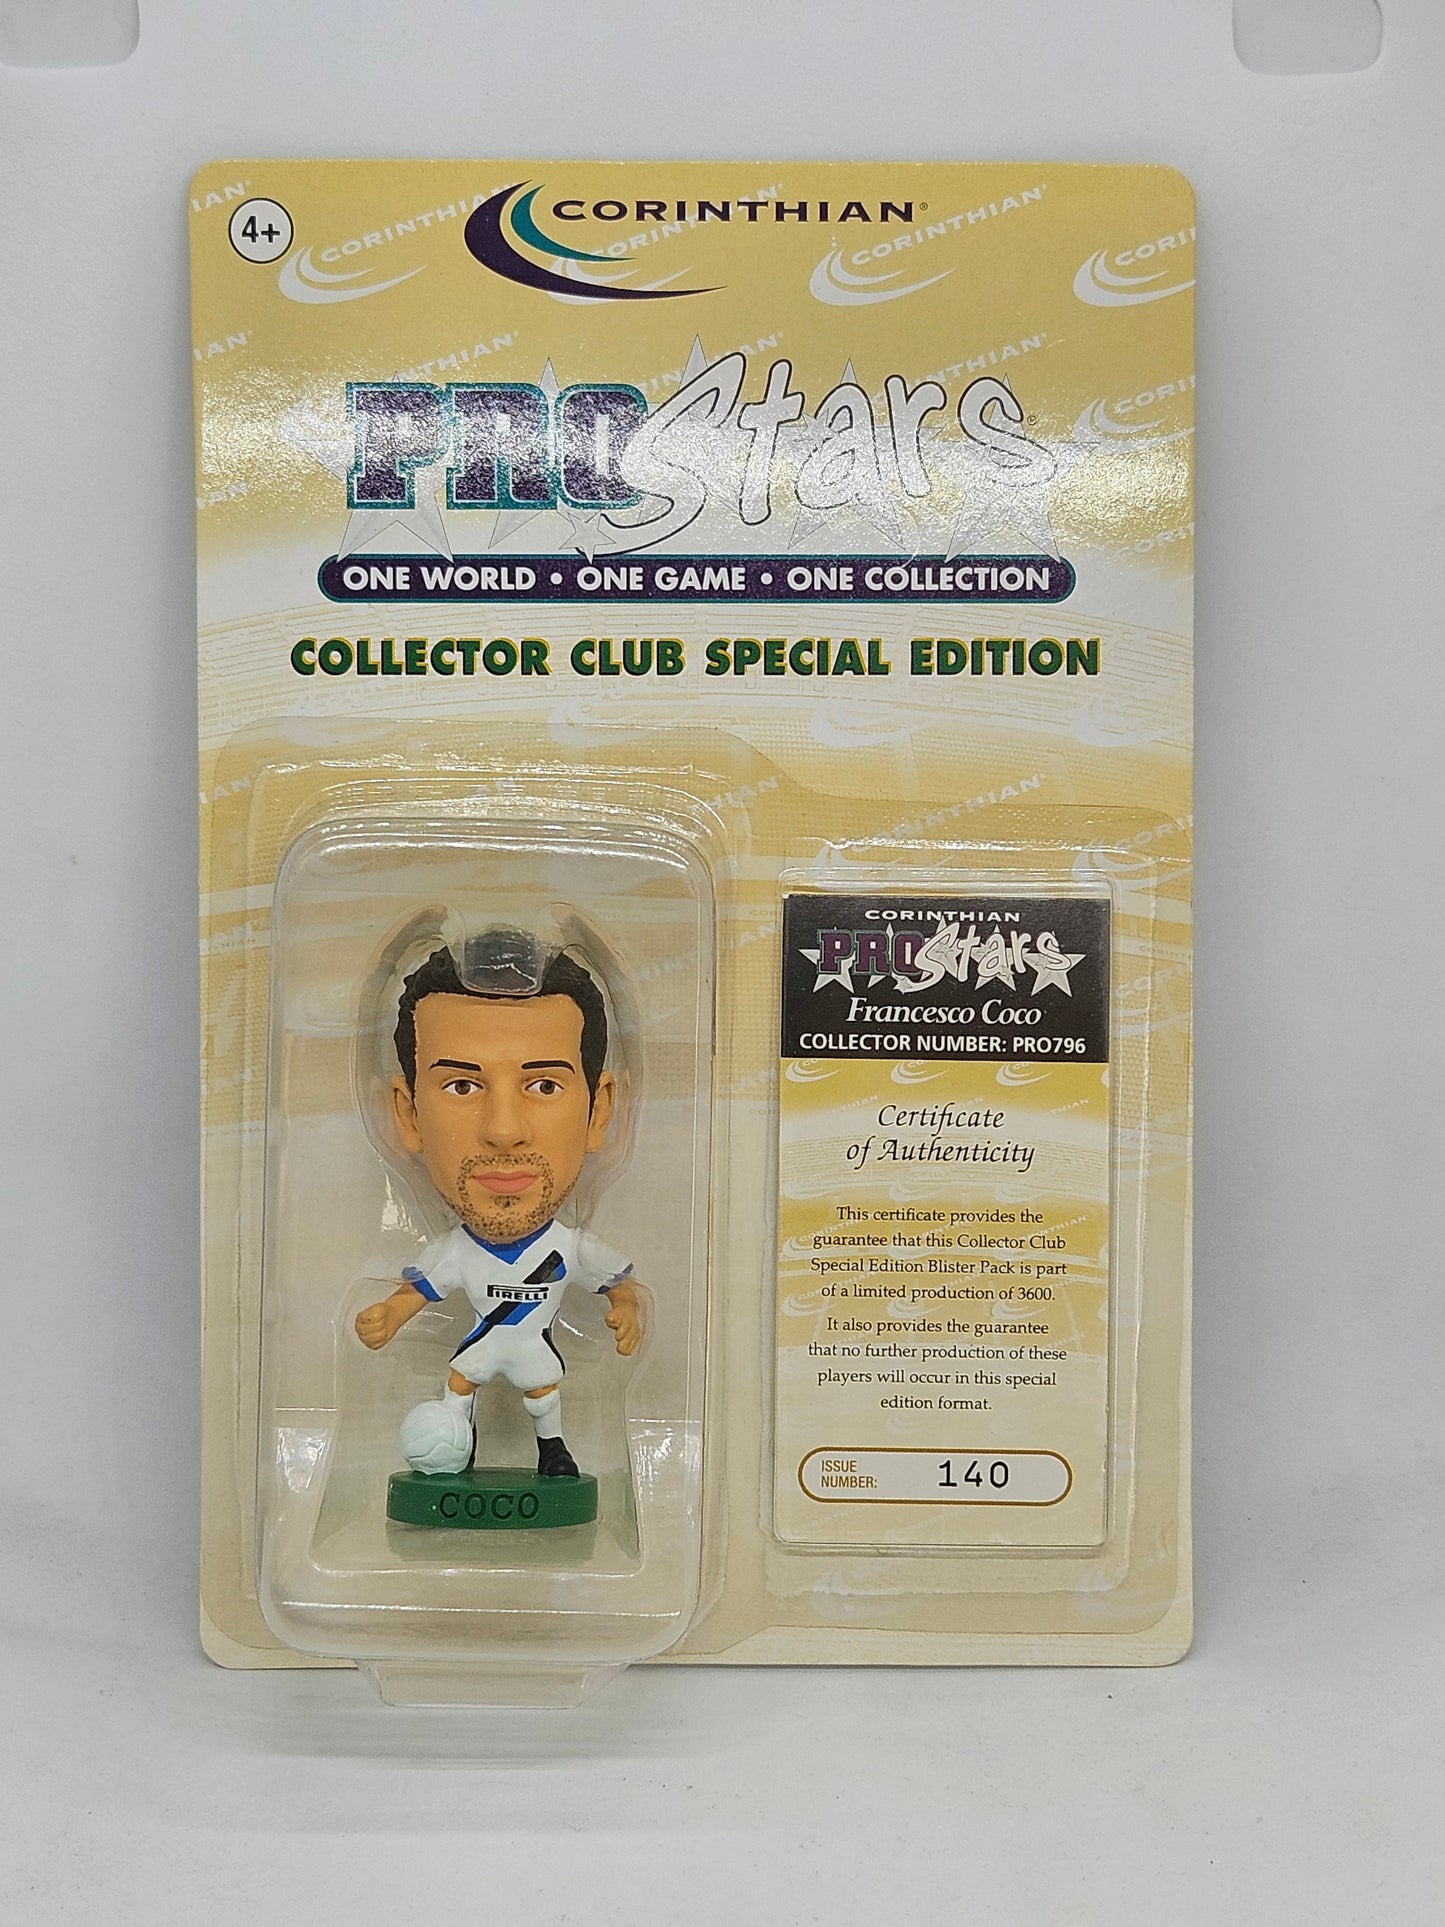 4+
CORINTHIAN®
PROStars®
ONE WORLD • ONE GAME • ONE COLLECTION
COLLECTOR CLUB SPECIAL EDITION
PIRELLI
COCO
CORINTHIAN
PROStars
Francesco Coco
COLLECTOR NUMBER: PRO796
Certificate
of Authenticity
This certificate provides the
guarantee that this Collector Club
Special Edition Blister Pack is part
of a limited production of 3600.
It also provides the guarantee
that no further production of these
players will occur in this special
edition format.
ISSUE
NUMBER: 140